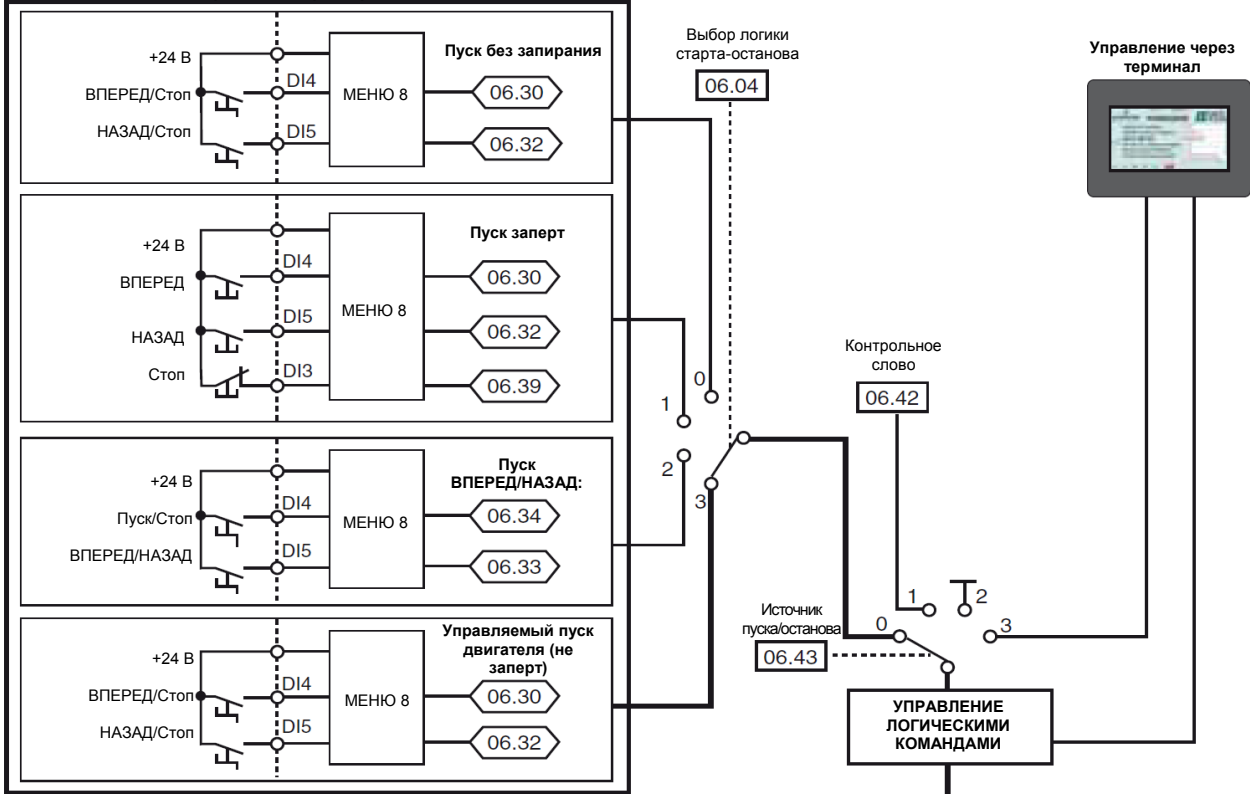 Пуск без запирания
+24 В
ВПЕРЕД/Стоп
НАЗАД/Стоп
DI4
DI5
МЕНЮ 8
06.30
06.32
Пуск заперт
+24 В
ВПЕРЕД
НАЗАД
Стоп
DI4
DI5
DI3
МЕНЮ 8
06.30
06.32
06.39
Пуск
ВПЕРЕД/НАЗАД:
+24 В
Пуск/Стоп
ВПЕРЕД/НАЗАД
DI4
DI5
МЕНЮ 8
06.34
06.33
Управляемый пуск
двигателя (не
заперт)
+24 В
ВПЕРЕД/Стоп
НАЗАД/Стоп
DI4
DI5
МЕНЮ 8
06.30
06.32
Выбор логики
старта-останова
06.04
0
1
2
3
Контрольное
слово
06.42
Источник
пуска/останова
06.43
0
1
2
3
Управление через
терминал
УПРАВЛЕНИЕ
ЛОГИЧЕСКИМИ
КОМАНДАМИ